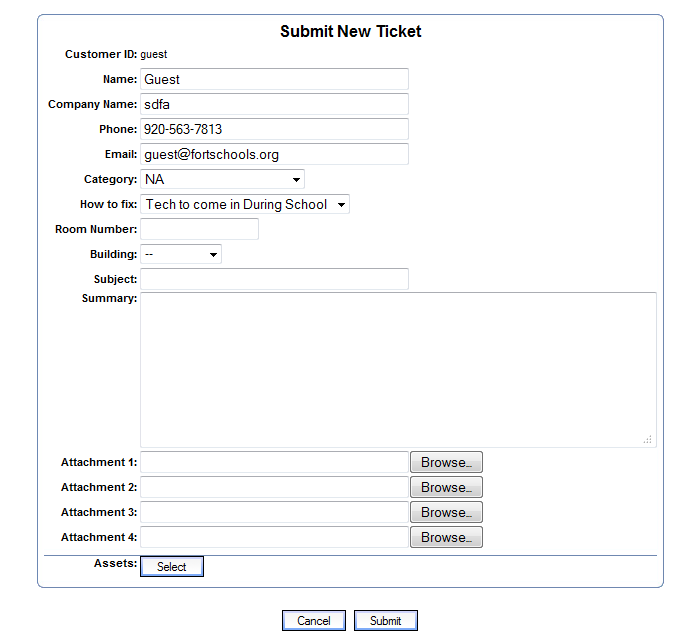 Submit New Ticket
Customer ID: guest
Name: Guest
Company Name: sdfa
Phone: 920-563-7813
Email: guest@fortschools.org
Category: NA
How to fix: Tech to come in During School
Room Number:
Building: --
Subject:
Summary:
Attachment 1: Browse...
Attachment 2: Browse...
Attachment 3: Browse...
Attachment 4: Browse...
Assets: Select
Cancel Submit